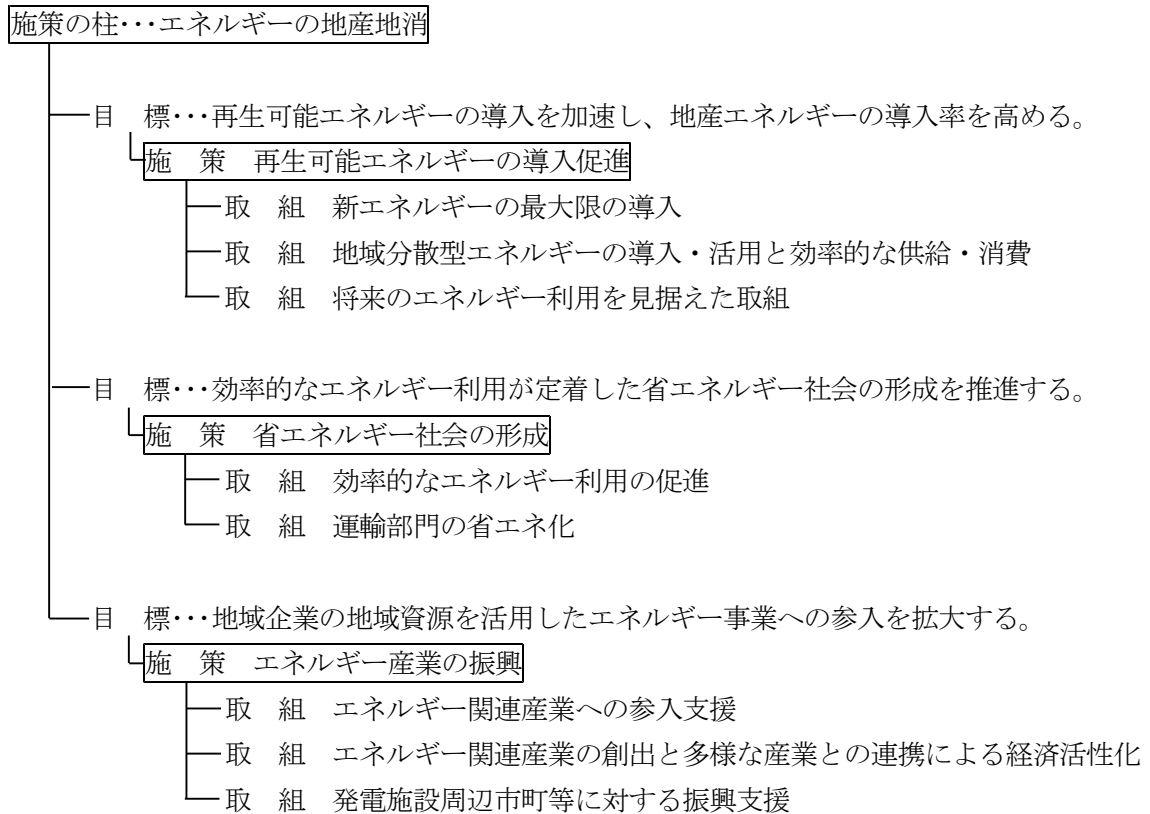 施策の柱･･･エネルギーの地産地消
目　標･･･再生可能エネルギーの導入を加速し、地産エネルギーの導入率を高める。
施　策　再生可能エネルギーの導入促進
取　組　新エネルギーの最大限の導入
取　組　地域分散型エネルギーの導入・活用と効率的な供給・消費
取　組　将来のエネルギー利用を見据えた取組
目　標･･･効率的なエネルギー利用が定着した省エネルギー社会の形成を推進する。
施　策　省エネルギー社会の形成
取　組　効率的なエネルギー利用の促進
取　組　運輸部門の省エネ化
目　標･･･地域企業の地域資源を活用したエネルギー事業への参入を拡大する。
施　策　エネルギー産業の振興
取　組　エネルギー関連産業への参入支援
取　組　エネルギー関連産業の創出と多様な産業との連携による経済活性化
取　組　発電施設周辺市町等に対する振興支援